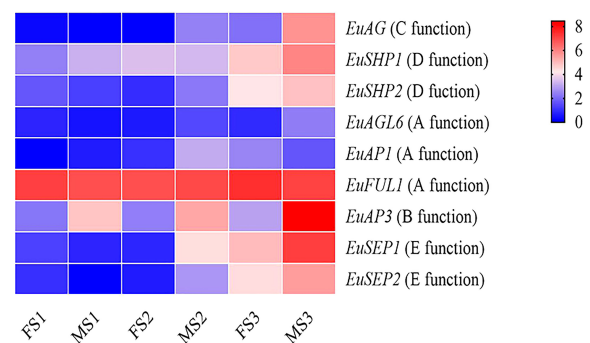 EuAG (C function)
EuSHP1 (D function)
EuSHP2 (D fuction)
EuAGL6 (A function)
EuAP1 (A function)
EuFUL1 (A function)
EuAP3 (B function)
EuSEP1 (E function)
EuSEP2 (E function)
8
6
4
2
0
FS1 MS1 FS2 MS2 FS3 MS3